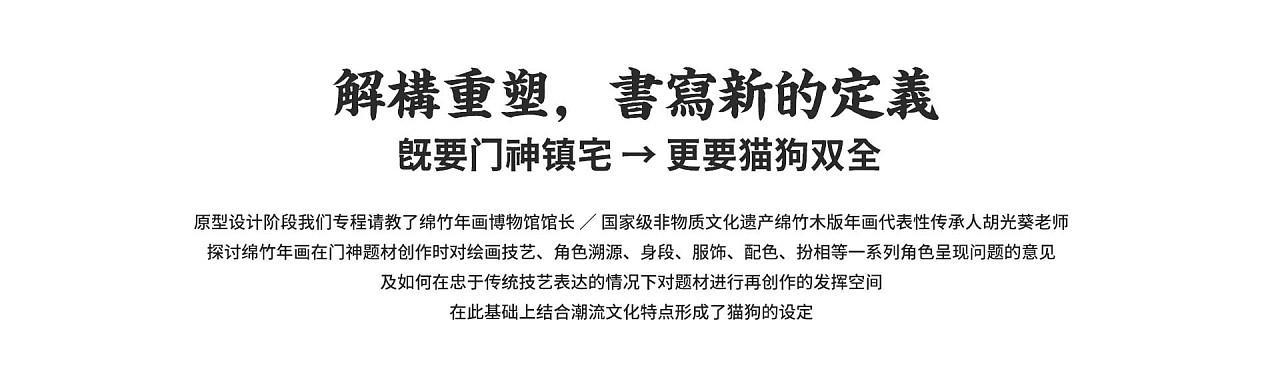 解構重塑，書寫新的定義
既要门神镇宅 → 更要猫狗双全
原型设计阶段我们专程请教了绵竹年画博物馆馆长 ／ 国家级非物质文化遗产绵竹木版年画代表性传承人胡光葵老师
探讨绵竹年画在门神题材创作时对绘画技艺、角色溯源、身段、服饰、配色、扮相等一系列角色呈现问题的意见
及如何在忠于传统技艺表达的情况下对题材进行再创作的发挥空间
在此基础上结合潮流文化特点形成了猫狗的设定